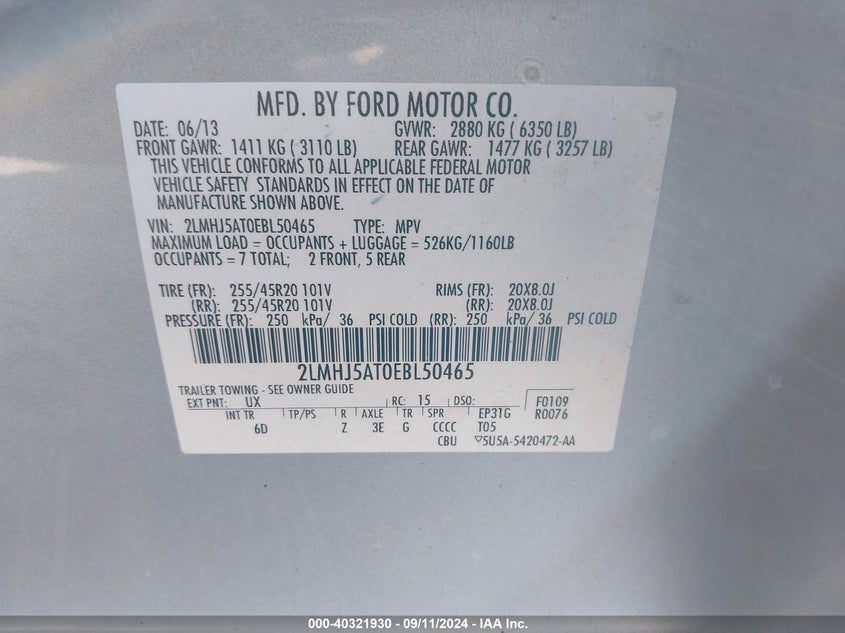 MFD. BY FORD MOTOR CO.
DATE: 06/13 GVWR: 2880 KG ( 6350 LB)
FRONT GAWR: 1411 KG ( 3110 LB) REAR GAWR: 1477 KG ( 3257 LB)
THIS VEHICLE CONFORMS TO ALL APPLICABLE FEDERAL MOTOR
VEHICLE SAFETY STANDARDS IN EFFECT ON THE DATE OF
MANUFACTURE SHOWN ABOVE.
VIN: 2LMHJ5AT0EBL50465 TYPE: MPV
MAXIMUM LOAD = OCCUPANTS + LUGGAGE = 526KG/1160LB
OCCUPANTS = 7 TOTAL; 2 FRONT, 5 REAR
TIRE (FR): 255/45R20 101V RIMS (FR): 20X8.0J
(RR): 255/45R20 101V (RR): 20X8.0J
PRESSURE (FR): 250 kPa/ 36 PSI COLD (RR): 250 kPa/ 36 PSI COLD
2LMHJ5AT0EBL50465
TRAILER TOWING - SEE OWNER GUIDE
EXT PNT: UX RC: 15 DSO: F0109
INT TR TP/PS R AXLE TR SPR EP31G R0076
6D Z 3E G CCCC T05
CBU ▽5U5A-5420472-AA
000-40321930 - 09/11/2024 - IAA Inc.